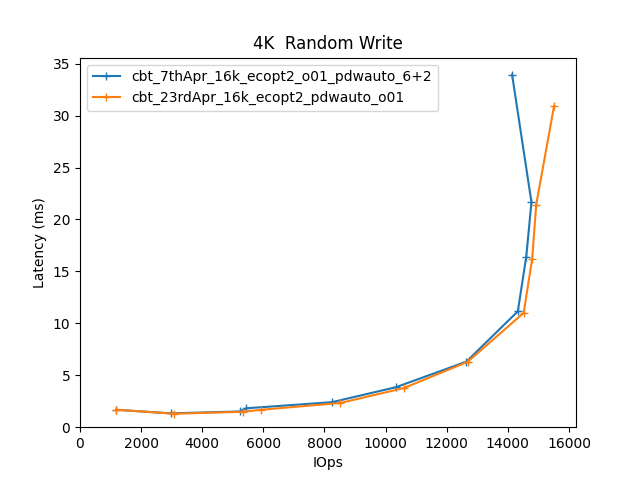 4K  Random Write
cbt_7thApr_16k_ecopt2_o01_pdwauto_6+2
cbt_23rdApr_16k_ecopt2_pdwauto_o01
35
30
25
20
15
10
5
0
Latency (ms)
0 2000 4000 6000 8000 10000 12000 14000 16000
IOps